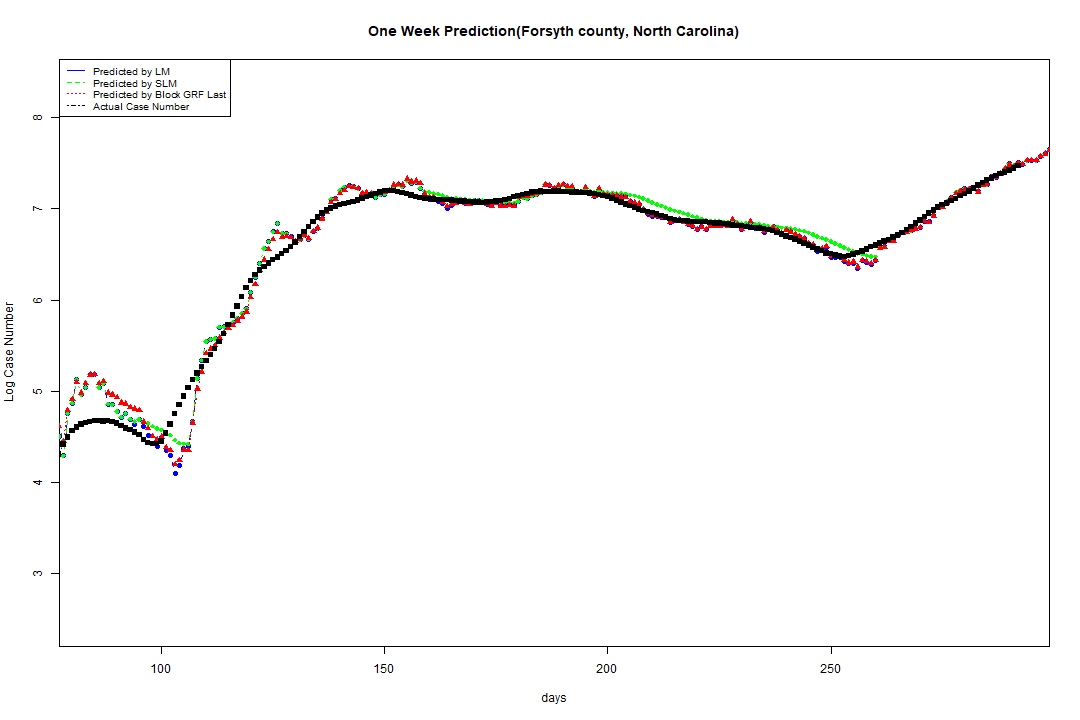 One Week Prediction(Forsyth county, North Carolina)
Predicted by LM
Predicted by SLM
Predicted by Block GRF Last
Actual Case Number
Log Case Number
8
7
6
5
4
3
100
150
200
250
days